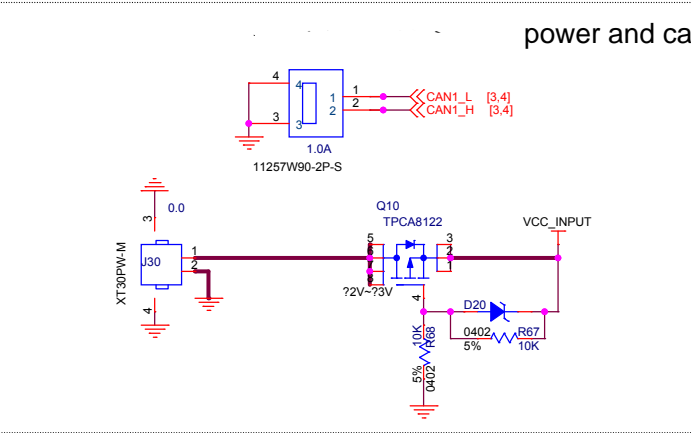 power and ca
4
4
3
3
1
1
2
2
CAN1_L [3,4]
CAN1_H [3,4]
1.0A
11257W90-2P-S
3
0.0
XT30PW-M
J30
1
2
4
Q10
TPCA8122
5
3
2
1
?2V~?3V
4
VCC_INPUT
D20
0402
R67
5%
10K
10K
R68
5%
0402